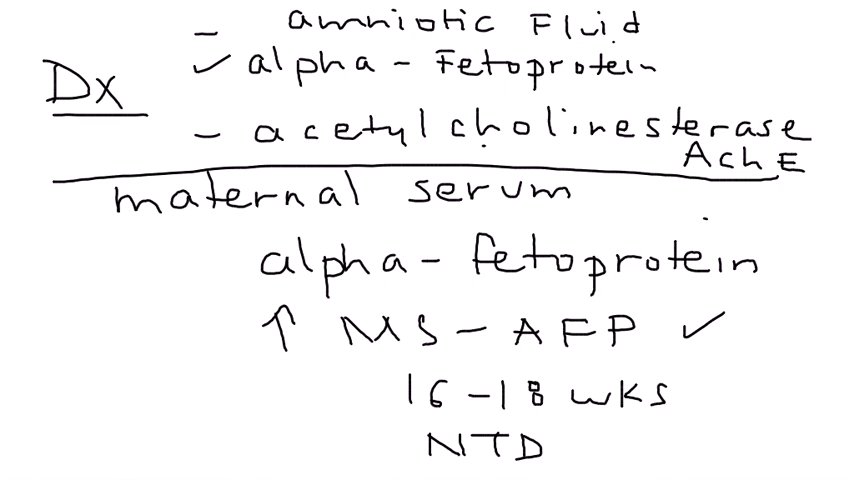 - amniotic Fluid
Dx ✓ alpha - Fetoprotein
- acetylcholinesterase
AchE
maternal serum
alpha - fetoprotein
↑ MS - AFP ✓
16 - 18 wks
NTD